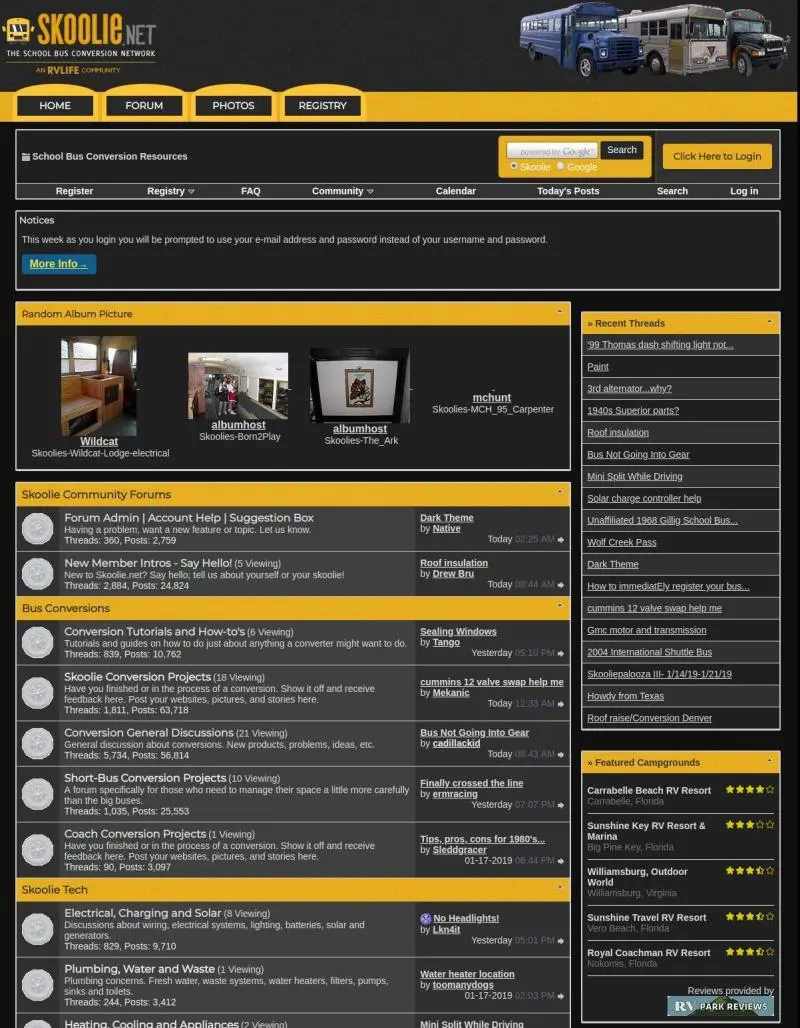 SKOOLIE.NET
THE SCHOOL BUS CONVERSION NETWORK
AN RVLIFE COMMUNITY
HOME
FORUM
PHOTOS
REGISTRY
School Bus Conversion Resources
powered by Google™
Search
Skoolie Google
Click Here to Login
Register
Registry
FAQ
Community
Calendar
Today's Posts
Search
Log in
Notices
This week as you login you will be prompted to use your e-mail address and password instead of your username and password.
More Info→
Random Album Picture
Wildcat
Skoolies-Wildcat-Lodge-electrical
albumhost
Skoolies-Born2Play
albumhost
Skoolies-The_Ark
mchunt
Skoolies-MCH_95_Carpenter
Skoolie Community Forums
Forum Admin | Account Help | Suggestion Box
Having a problem, want a new feature or topic. Let us know.
Threads: 360, Posts: 2,759
Dark Theme
by Native
Today 02:25 AM
New Member Intros - Say Hello! (5 Viewing)
New to Skoolie.net? Say hello; tell us about yourself or your skoolie!
Threads: 2,884, Posts: 24,824
Roof insulation
by Drew Bru
Today 08:44 AM
Bus Conversions
Conversion Tutorials and How-to's (6 Viewing)
Tutorials and guides on how to do just about anything a converter might want to do.
Threads: 839, Posts: 10,762
Sealing Windows
by Tango
Yesterday 05:10 PM
Skoolie Conversion Projects (18 Viewing)
Have you finished or in the process of a conversion. Show it off and receive
feedback here. Post your websites, pictures, and stories here.
Threads: 1,811, Posts: 63,718
cummins 12 valve swap help me
by Mekanic
Today 12:33 AM
Conversion General Discussions (21 Viewing)
General discussion about conversions. New products, problems, ideas, etc.
Threads: 5,734, Posts: 56,814
Bus Not Going Into Gear
by cadillackid
Today 08:43 AM
Short-Bus Conversion Projects (10 Viewing)
A forum specifically for those who need to manage their space a little more carefully
than the big buses.
Threads: 1,035, Posts: 25,553
Finally crossed the line
by ermracing
Yesterday 07:07 PM
Coach Conversion Projects (1 Viewing)
Have you finished or in the process of a conversion. Show it off and receive
feedback here. Post your websites, pictures, and stories here.
Threads: 90, Posts: 3,097
Tips, pros, cons for 1980's...
by Sleddgracer
01-17-2019 06:44 PM
Skoolie Tech
Electrical, Charging and Solar (8 Viewing)
Discussions about wiring, electrical systems, lighting, batteries, solar and
generators.
Threads: 829, Posts: 9,710
No Headlights!
by Lkn4it
Yesterday 05:01 PM
Plumbing, Water and Waste (1 Viewing)
Plumbing concerns. Fresh water, waste systems, water heaters, filters, pumps,
sinks and toilets.
Threads: 244, Posts: 3,412
Water heater location
by toomanydogs
01-17-2019 02:03 PM
Heating, Cooling and Appliances (2 Viewing)
Mini Split While Driving
» Recent Threads
'99 Thomas dash shifting light not...
Paint
3rd alternator...why?
1940s Superior parts?
Roof insulation
Bus Not Going Into Gear
Mini Split While Driving
Solar charge controller help
Unaffiliated 1968 Gillig School Bus...
Wolf Creek Pass
Dark Theme
How to immediatEly register your bus...
cummins 12 valve swap help me
Gmc motor and transmission
2004 International Shuttle Bus
Skooliepalooza III- 1/14/19-1/21/19
Howdy from Texas
Roof raise/Conversion Denver
» Featured Campgrounds
Carrabelle Beach RV Resort
Carrabelle, Florida
Sunshine Key RV Resort &
Marina
Big Pine Key, Florida
Williamsburg, Outdoor
World
Williamsburg, Virginia
Sunshine Travel RV Resort
Vero Beach, Florida
Royal Coachman RV Resort
Nokomis, Florida
Reviews provided by
RV PARK REVIEWS